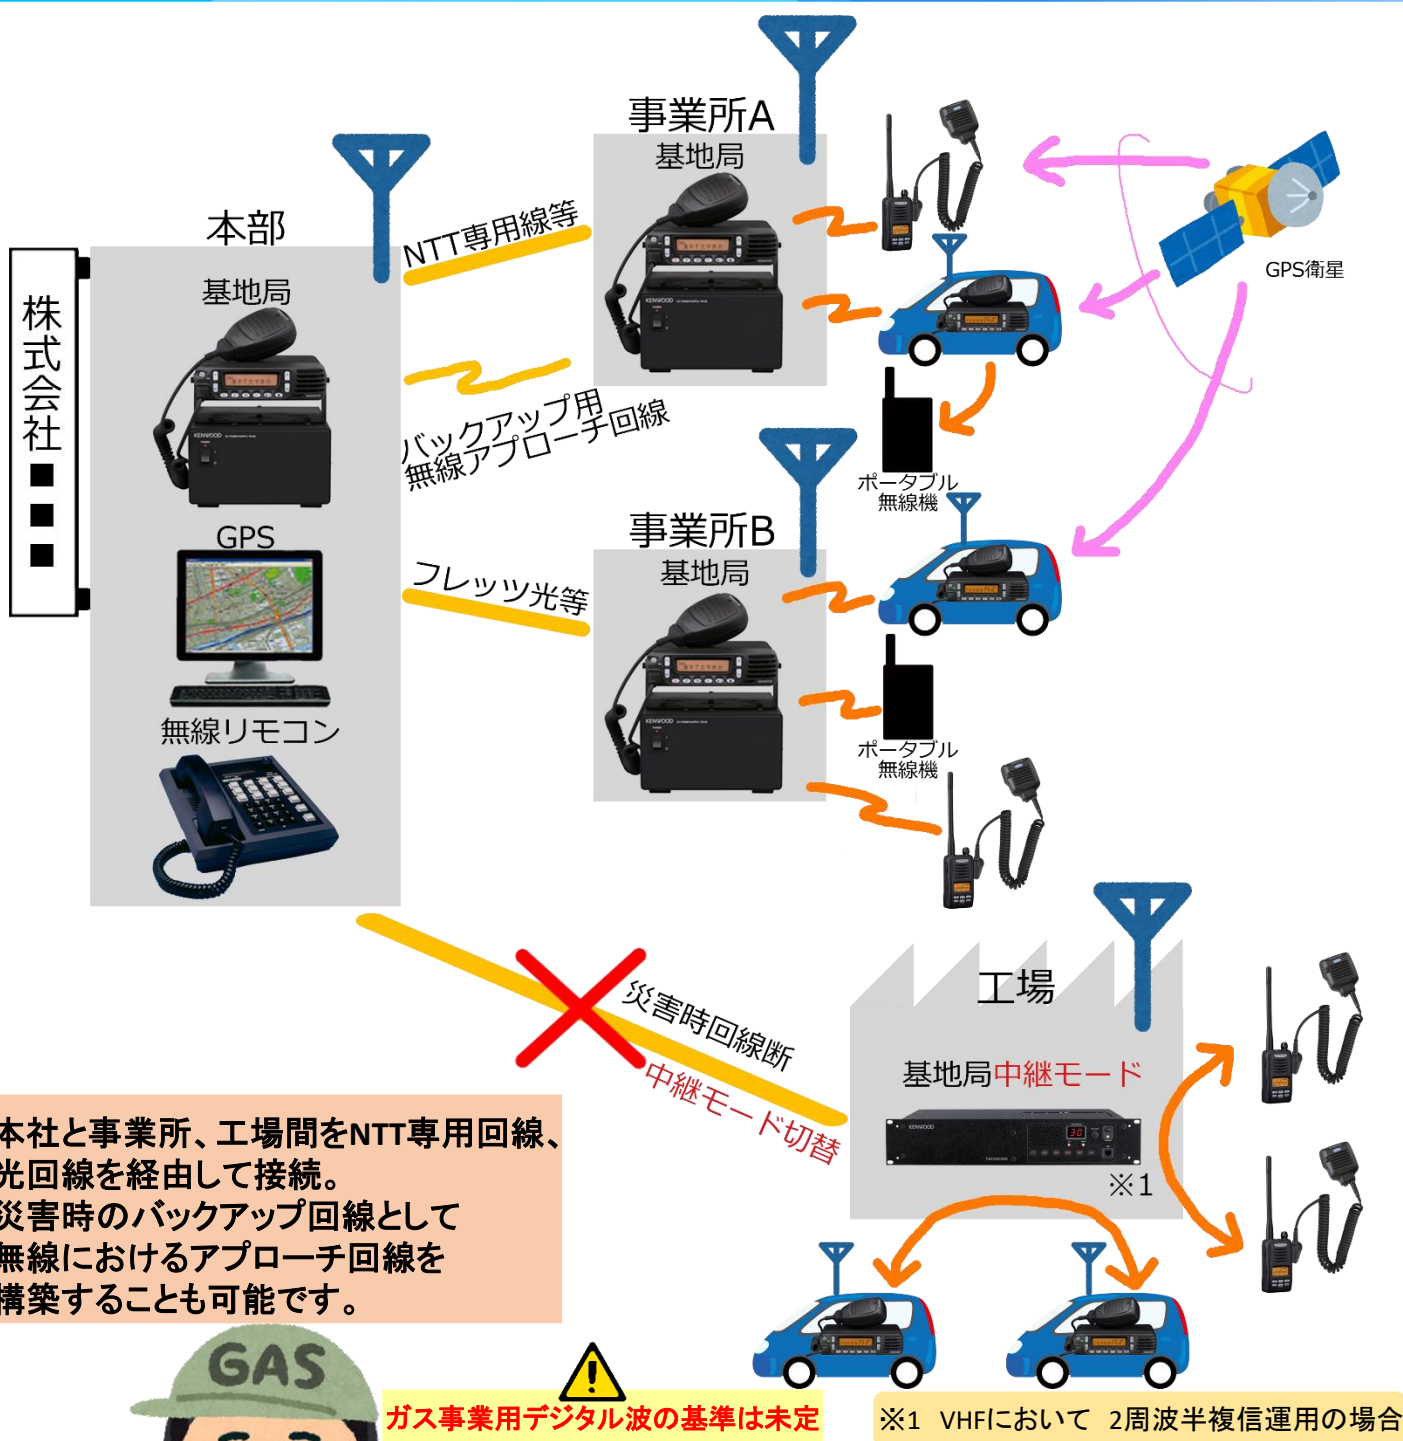 事業所A
基地局
本部
基地局
株式会社■■■
NTT専用線等
KENWOOD
GPS衛星
バックアップ用
無線アプローチ回線
ポータブル
無線機
KENWOOD
GPS
事業所B
基地局
フレッツ光等
KENWOOD
無線リモコン
ポータブル
無線機
工場
災害時回線断
中継モード切替
基地局中継モード
KENWOOD
30
※1
本社と事業所、工場間をNTT専用回線、
光回線を経由して接続。
災害時のバックアップ回線として
無線におけるアプローチ回線を
構築することも可能です。
GAS
ガス事業用デジタル波の基準は未定
※1 VHFにおいて 2周波半複信運用の場合